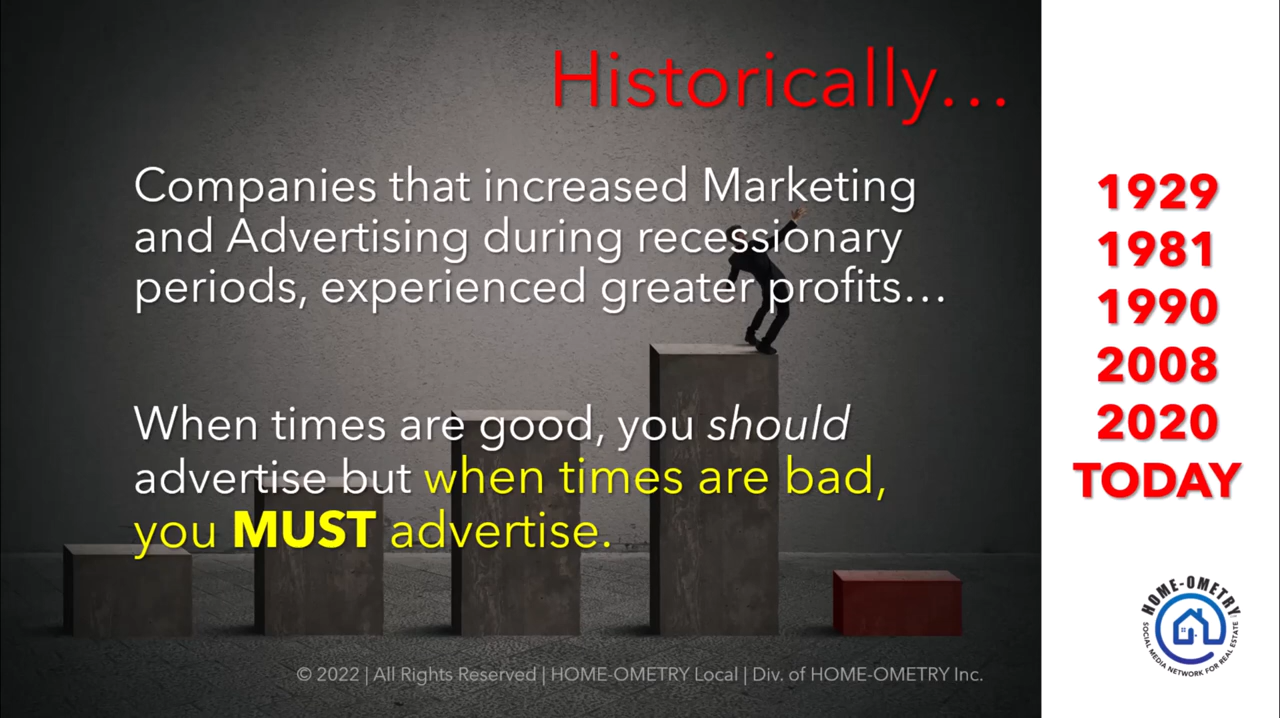 Historically…
Companies that increased Marketing
and Advertising during recessionary
periods, experienced greater profits…
When times are good, you should
advertise but when times are bad,
you MUST advertise.
1929
1981
1990
2008
2020
TODAY
HOME-OMETRY
SOCIAL MEDIA NETWORK FOR REAL ESTATE
© 2022 | All Rights Reserved | HOME-OMETRY Local | Div. of HOME-OMETRY Inc.